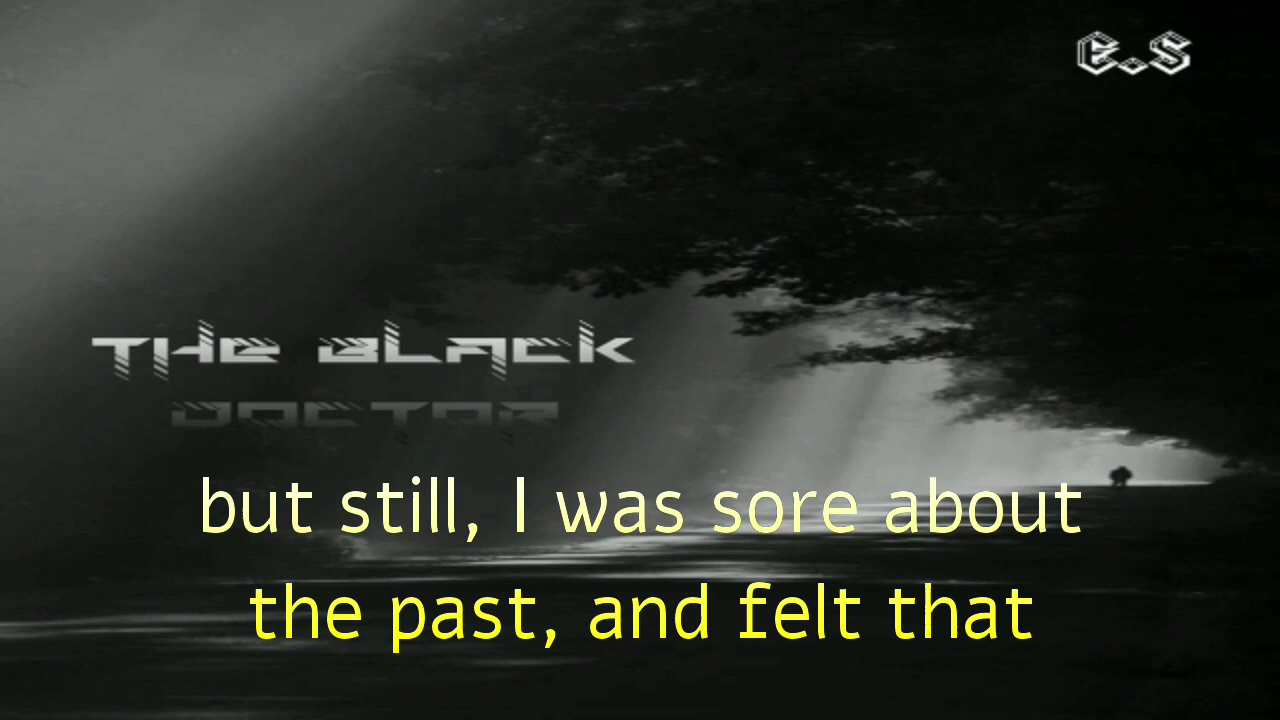 E.S
THE BLACK
DOCTOR
but still, I was sore about
the past, and felt that